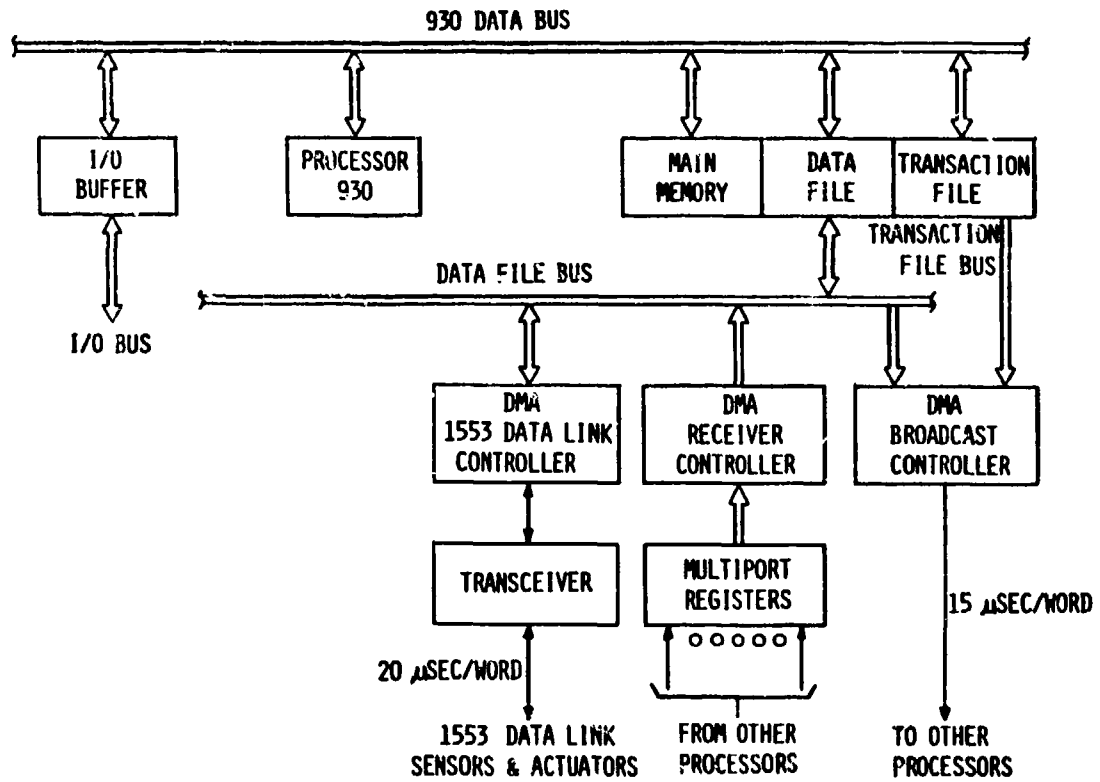 930 DATA BUS
I/O
BUFFER
PROCESSOR
930
MAIN
MEMORY
DATA
FILE
TRANSACTION
FILE
TRANSACTION
FILE BUS
DATA FILE BUS
I/O BUS
DMA
1553 DATA LINK
CONTROLLER
DMA
RECEIVER
CONTROLLER
DMA
BROADCAST
CONTROLLER
TRANSCEIVER
MULTIPORT
REGISTERS
15 μSEC/WORD
20 μSEC/WORD
1553 DATA LINK
SENSORS & ACTUATORS
FROM OTHER
PROCESSORS
TO OTHER
PROCESSORS